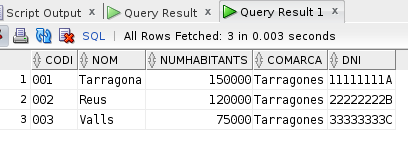 Script Output × Query Result × Query Result 1 ×
SQL | All Rows Fetched: 3 in 0.003 seconds
CODI NOM NUMHABITANTS COMARCA DNI
1 001 Tarragona 150000 Tarragones 11111111A
2 002 Reus 120000 Tarragones 22222222B
3 003 Valls 75000 Tarragones 33333333C